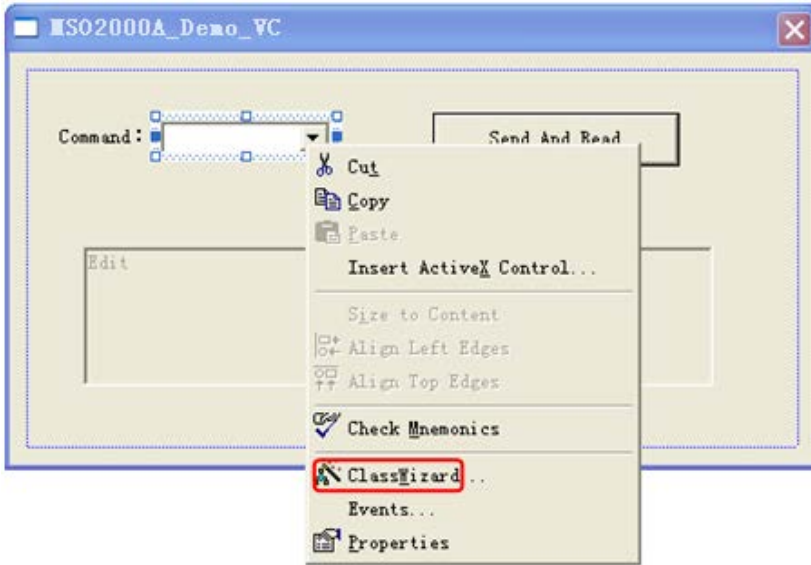 MSO2000A_Demo_VC
Command:
Send And Read
Edit
Cut
Copy
Paste
Insert ActiveX Control...
Size to Content
Align Left Edges
Align Top Edges
Check Mnemonics
ClassWizard...
Events...
Properties